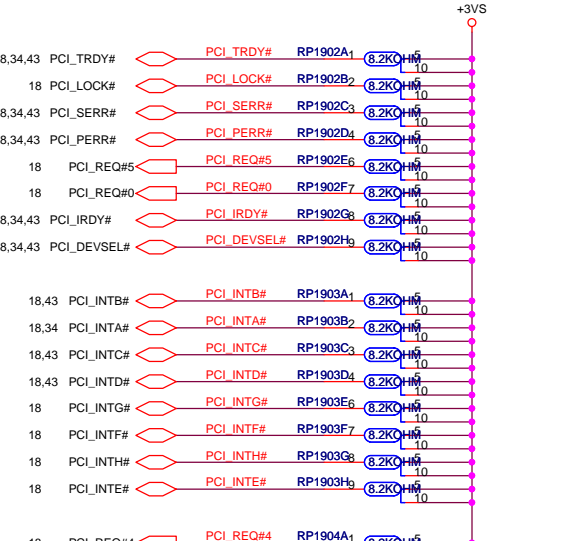 +3VS
8,34,43 PCI_TRDY# PCI_TRDY# RP1902A 1 8.2KOHM 5 10
18 PCI_LOCK# PCI_LOCK# RP1902B 2 8.2KOHM 5 10
8,34,43 PCI_SERR# PCI_SERR# RP1902C 3 8.2KOHM 5 10
8,34,43 PCI_PERR# PCI_PERR# RP1902D 4 8.2KOHM 5 10
18 PCI_REQ#5 PCI_REQ#5 RP1902E 6 8.2KOHM 5 10
18 PCI_REQ#0 PCI_REQ#0 RP1902F 7 8.2KOHM 5 10
8,34,43 PCI_IRDY# PCI_IRDY# RP1902G 8 8.2KOHM 5 10
8,34,43 PCI_DEVSEL# PCI_DEVSEL# RP1902H 9 8.2KOHM 5 10
18,43 PCI_INTB# PCI_INTB# RP1903A 1 8.2KOHM 5 10
18,34 PCI_INTA# PCI_INTA# RP1903B 2 8.2KOHM 5 10
18,43 PCI_INTC# PCI_INTC# RP1903C 3 8.2KOHM 5 10
18,43 PCI_INTD# PCI_INTD# RP1903D 4 8.2KOHM 5 10
18 PCI_INTG# PCI_INTG# RP1903E 6 8.2KOHM 5 10
18 PCI_INTF# PCI_INTF# RP1903F 7 8.2KOHM 5 10
18 PCI_INTH# PCI_INTH# RP1903G 8 8.2KOHM 5 10
18 PCI_INTE# PCI_INTE# RP1903H 9 8.2KOHM 5 10
18 PCI_REQ#4 PCI_REQ#4 RP1904A 1 8.2KOHM 5